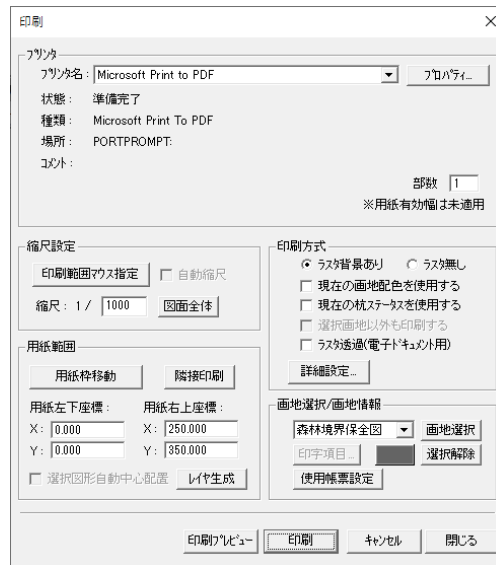 印刷
プリンタ
プリンタ名: Microsoft Print to PDF プロパティ...
状態: 準備完了
種類: Microsoft Print To PDF
場所: PORTPROMPT:
コメント:
部数 1
※用紙有効幅は未適用
縮尺設定
印刷範囲マウス指定 自動縮尺
縮尺: 1/ 1000 図面全体
印刷方式
ラスタ背景あり ラスタ無し
現在の画地配色を使用する
現在の杭ステータスを使用する
選択画地以外も印刷する
ラスタ透過(電子ドキュメント用)
詳細設定...
用紙範囲
用紙枠移動 隣接印刷
用紙左下座標: 用紙右上座標:
X: 0.000 X: 250.000
Y: 0.000 Y: 350.000
選択図形自動中心配置 レイヤ生成
画地選択/画地情報
森林境界保全図 画地選択
印字項目... 選択解除
使用帳票設定
印刷プレビュー 印刷 キャンセル 閉じる